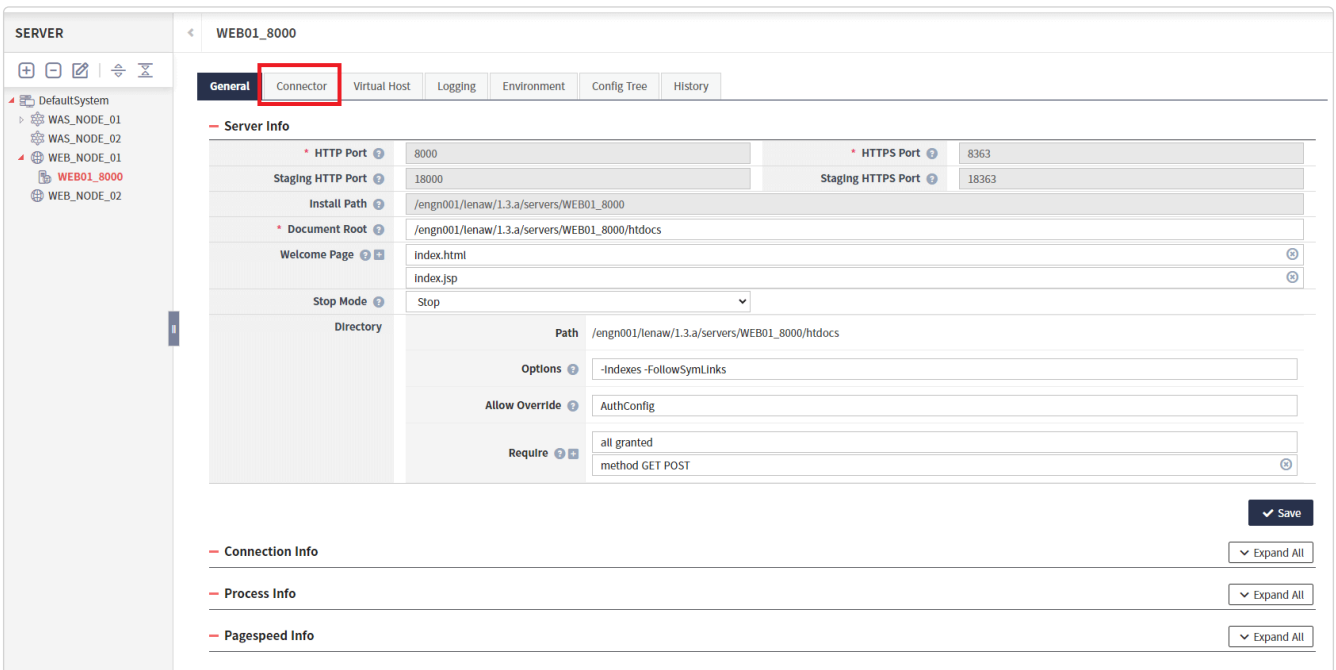 SERVER
WEB01_8000
DefaultSystem
WAS_NODE_01
WAS_NODE_02
WEB_NODE_01
WEB01_8000
WEB_NODE_02
General Connector Virtual Host Logging Environment Config Tree History
Server Info
* HTTP Port 8000 * HTTPS Port 8363
Staging HTTP Port 18000 Staging HTTPS Port 18363
Install Path /engn001/lenaw/1.3.a/servers/WEB01_8000
* Document Root /engn001/lenaw/1.3.a/servers/WEB01_8000/htdocs
Welcome Page index.html
index.jsp
Stop Mode Stop
Directory
Path /engn001/lenaw/1.3.a/servers/WEB01_8000/htdocs
Options -Indexes -FollowSymLinks
Allow Override AuthConfig
Require all granted
method GET POST
Save
Connection Info Expand All
Process Info Expand All
Pagespeed Info Expand All